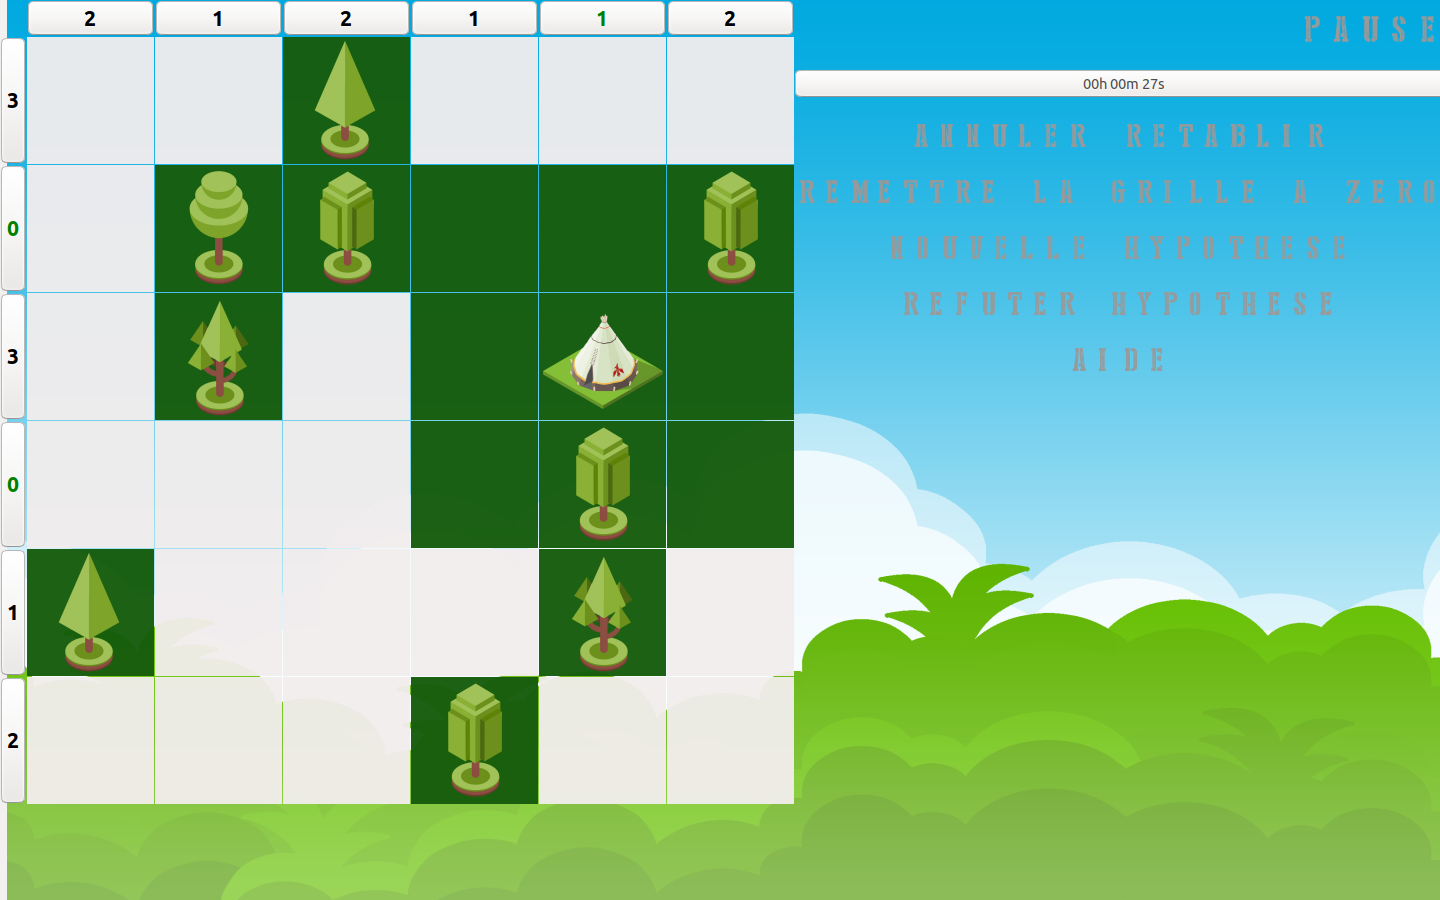 2 1 2 1 1 2
PAUSE
3
00h 00m 27s
ANNULER RETABLIR
REMETTRE LA GRILLE A ZERO
0
NOUVELLE HYPOTHESE
REFUTER HYPOTHESE
3
AIDE
0
1
2